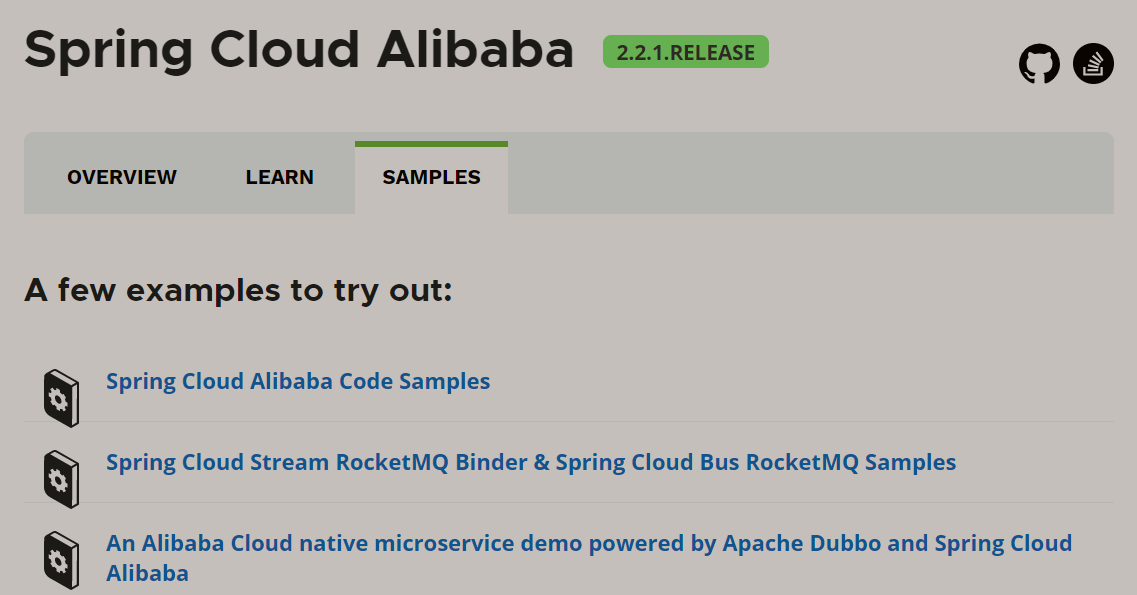 Spring Cloud Alibaba 2.2.1.RELEASE
OVERVIEW LEARN SAMPLES
A few examples to try out:
Spring Cloud Alibaba Code Samples
Spring Cloud Stream RocketMQ Binder & Spring Cloud Bus RocketMQ Samples
An Alibaba Cloud native microservice demo powered by Apache Dubbo and Spring Cloud
Alibaba